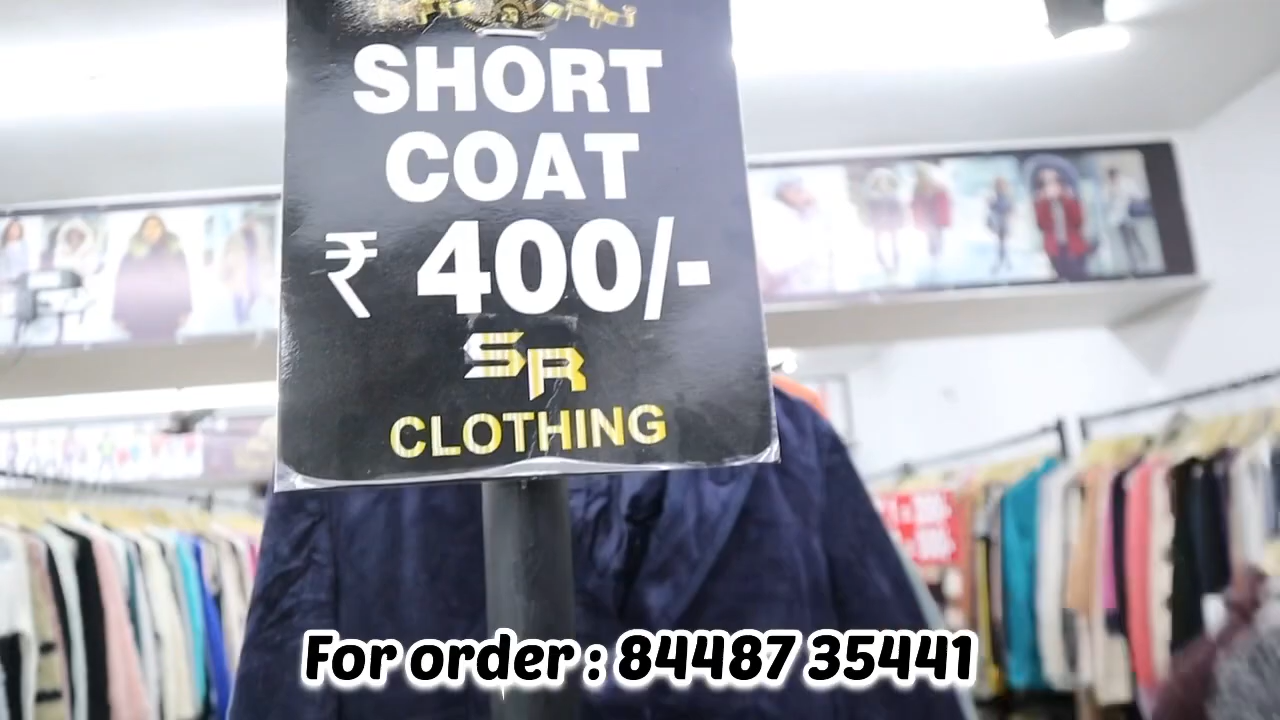 SHORT
COAT
₹ 400/-
SR
CLOTHING
For order : 84487 35441